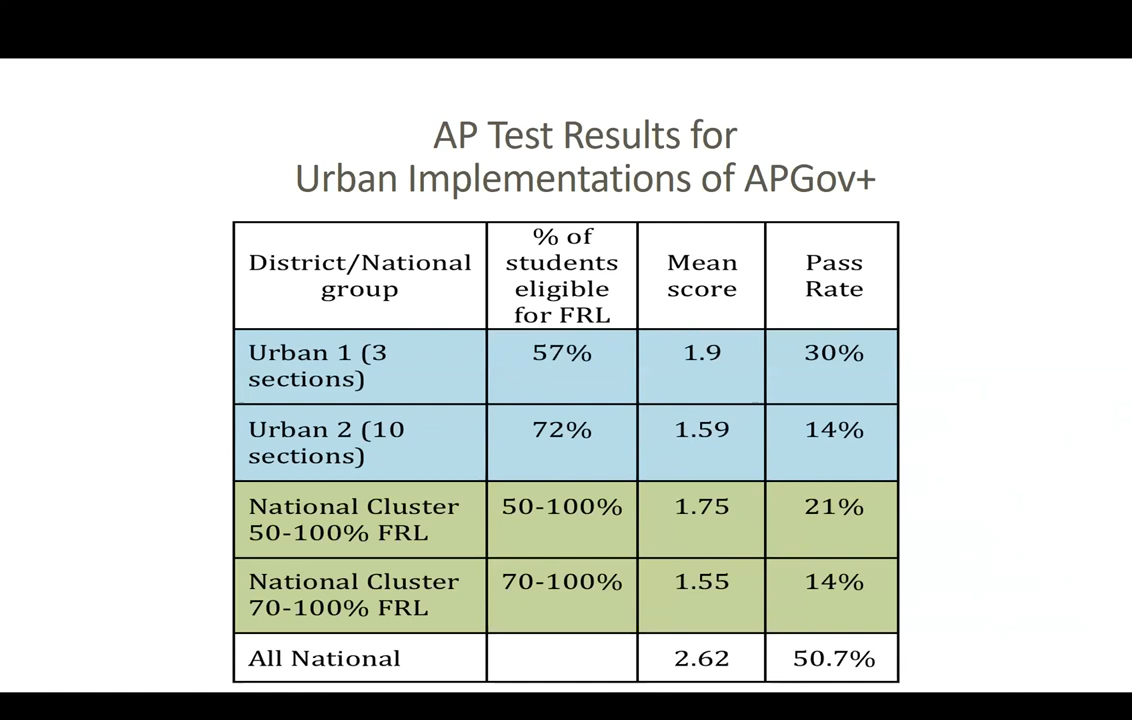 AP Test Results for
Urban Implementations of APGov+
District/National group % of students eligible for FRL Mean score Pass Rate
Urban 1 (3 sections) 57% 1.9 30%
Urban 2 (10 sections) 72% 1.59 14%
National Cluster 50-100% FRL 50-100% 1.75 21%
National Cluster 70-100% FRL 70-100% 1.55 14%
All National 2.62 50.7%